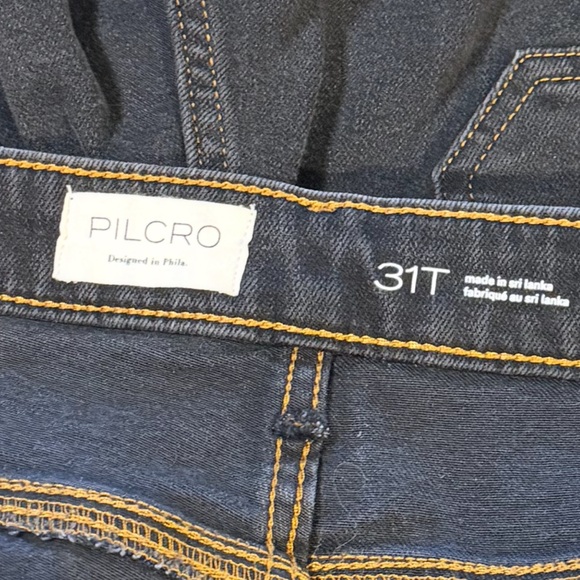 PILCRO
Designed in Phila.
31T
made in sri lanka
fabriqué au sri lanka